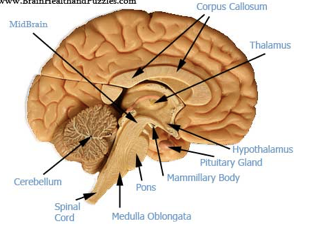 www.BrainHealthandPuzzles.com
Corpus Callosum
MidBrain
Thalamus
Hypothalamus
Pituitary Gland
Mammillary Body
Cerebellum
Pons
Spinal
Cord
Medulla Oblongata